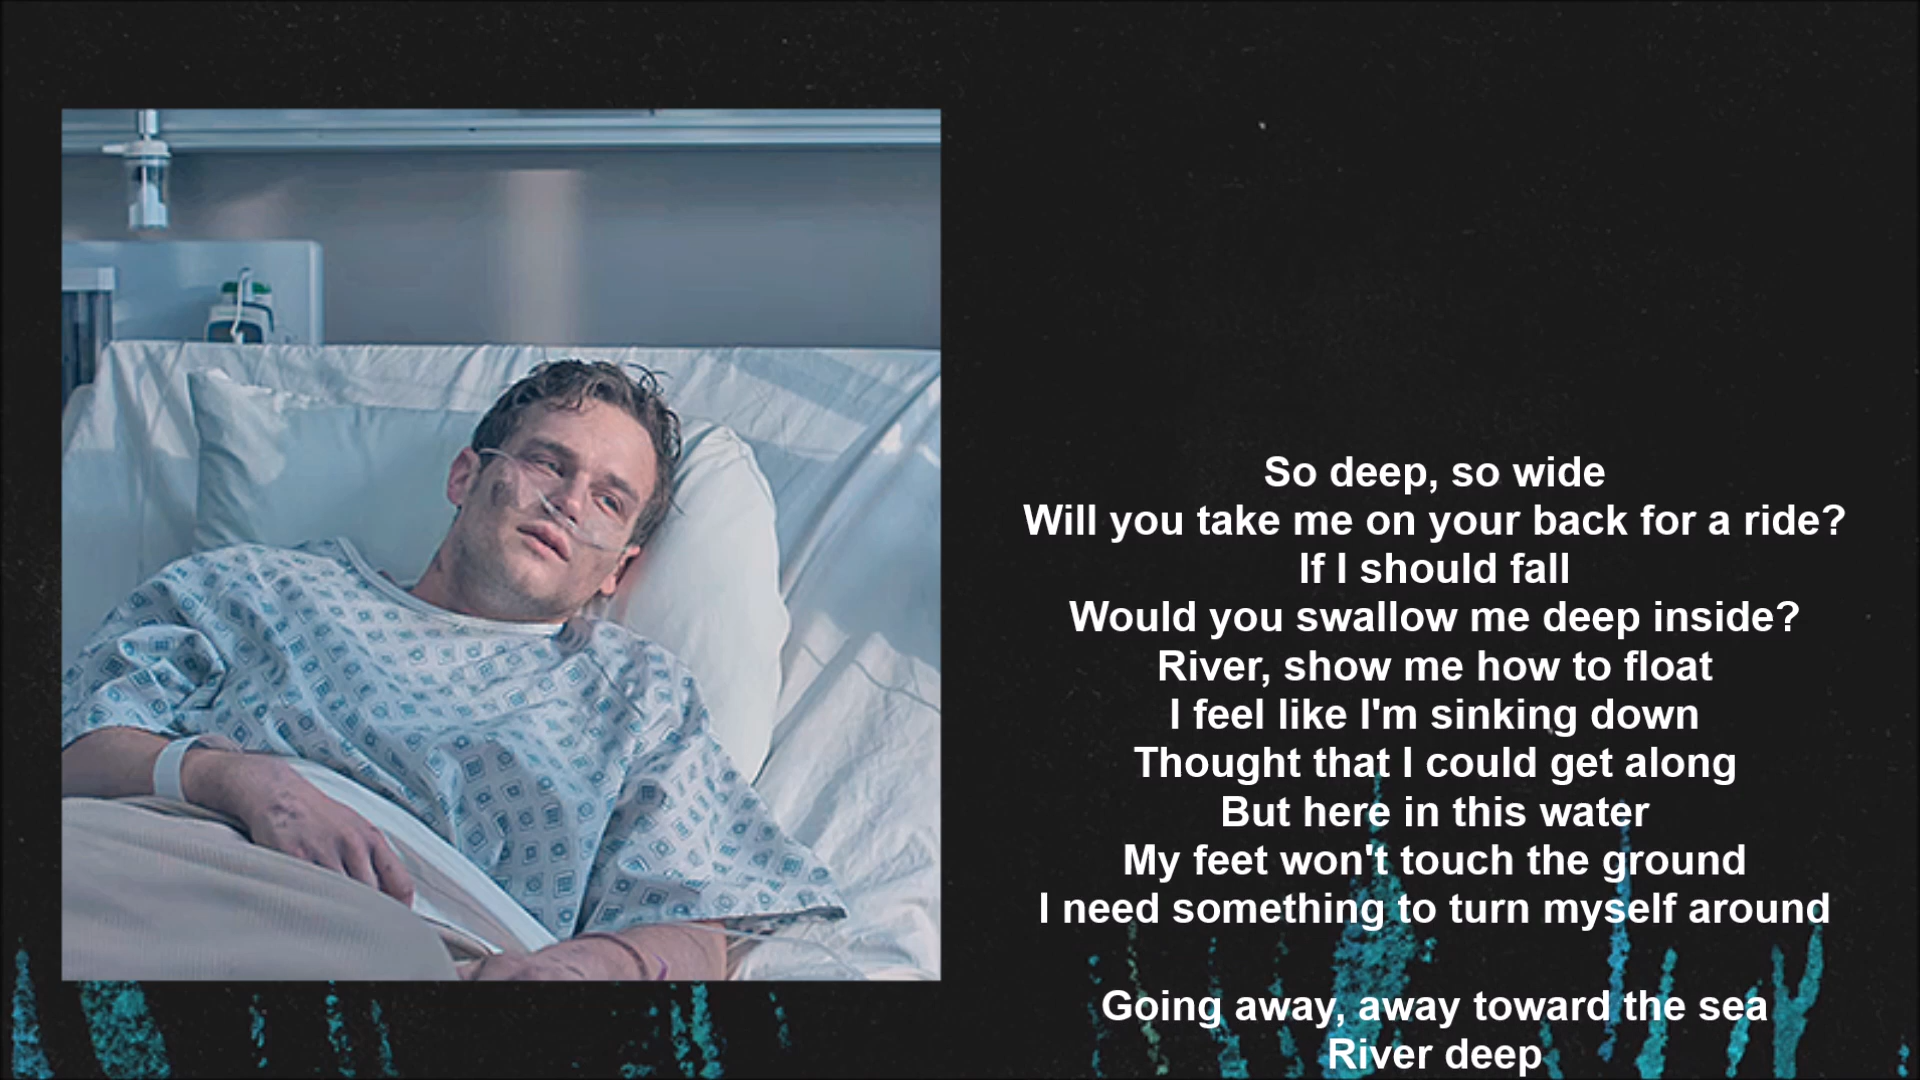 So deep, so wide
Will you take me on your back for a ride?
If I should fall
Would you swallow me deep inside?
River, show me how to float
I feel like I'm sinking down
Thought that I could get along
But here in this water
My feet won't touch the ground
I need something to turn myself around
Going away, away toward the sea
River deep